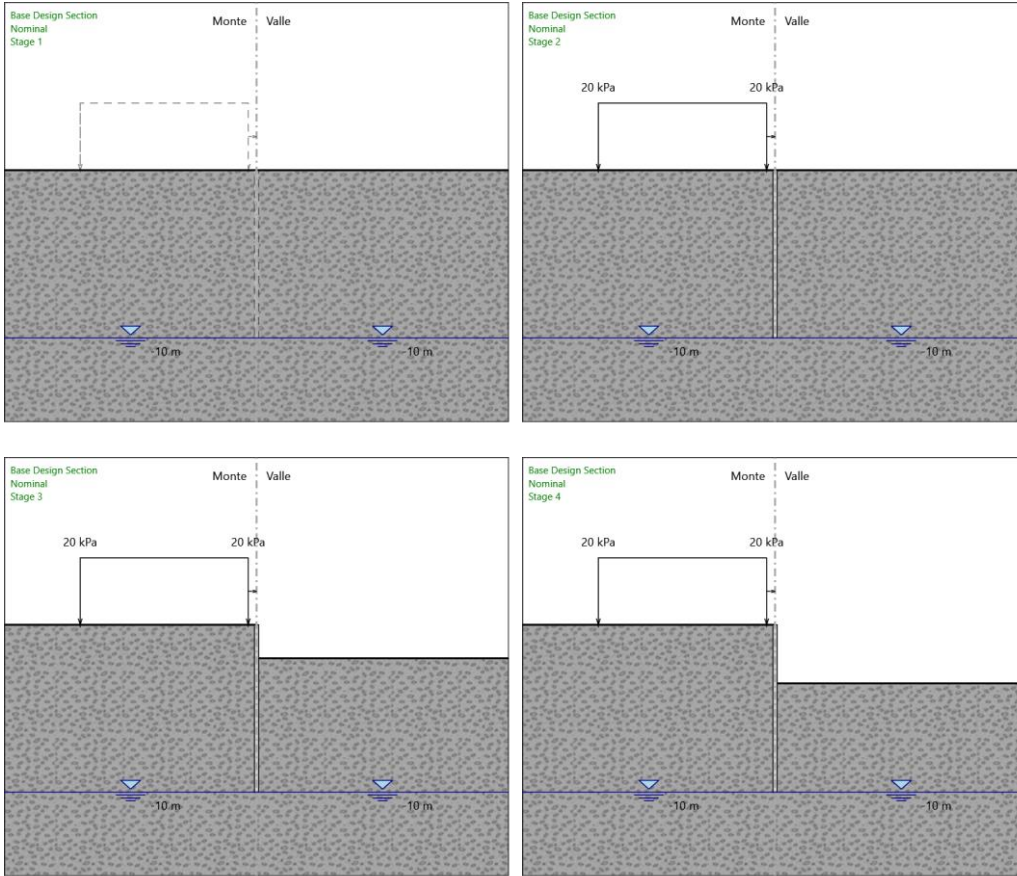 Base Design Section
Nominal
Stage 1
Monte Valle
-10 m -10 m
Base Design Section
Nominal
Stage 2
Monte Valle
20 kPa 20 kPa
-10 m -10 m
Base Design Section
Nominal
Stage 3
Monte Valle
20 kPa 20 kPa
-10 m -10 m
Base Design Section
Nominal
Stage 4
Monte Valle
20 kPa 20 kPa
-10 m -10 m